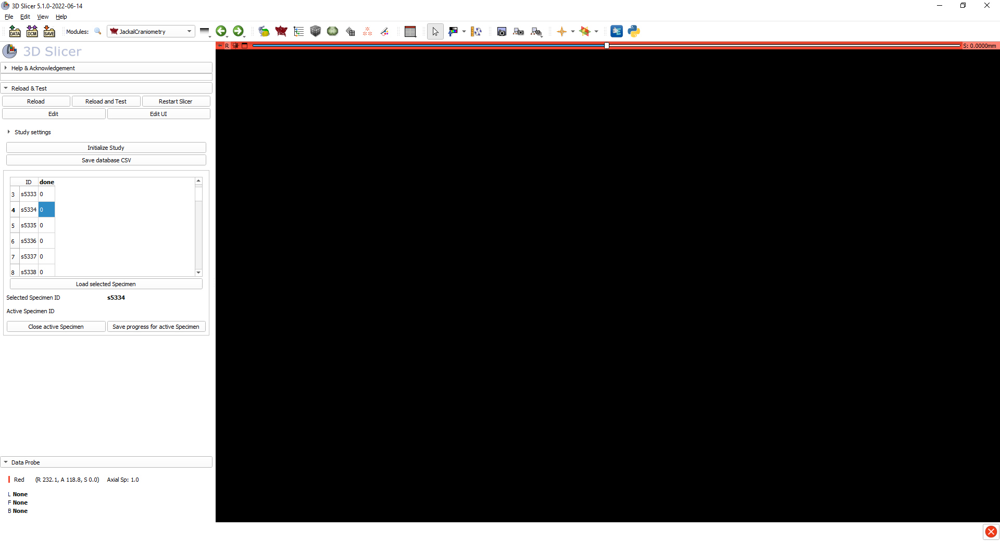 3D Slicer 5.1.0-2022-06-14
File Edit View Help
DATA DCM SAVE Modules: JackalCraniometry
R S: 0.0000mm
3D Slicer
Help & Acknowledgement
Reload & Test
Reload Reload and Test Restart Slicer
Edit Edit UI
Study settings
Initialize Study
Save database CSV
ID done
3 s5333 0
4 s5334 0
5 s5335 0
6 s5336 0
7 s5337 0
8 s5338 0
Load selected Specimen
Selected Specimen ID s5334
Active Specimen ID
Close active Specimen Save progress for active Specimen
Data Probe
Red (R 232.1, A 118.8, S 0.0) Axial Sp: 1.0
L None
F None
B None